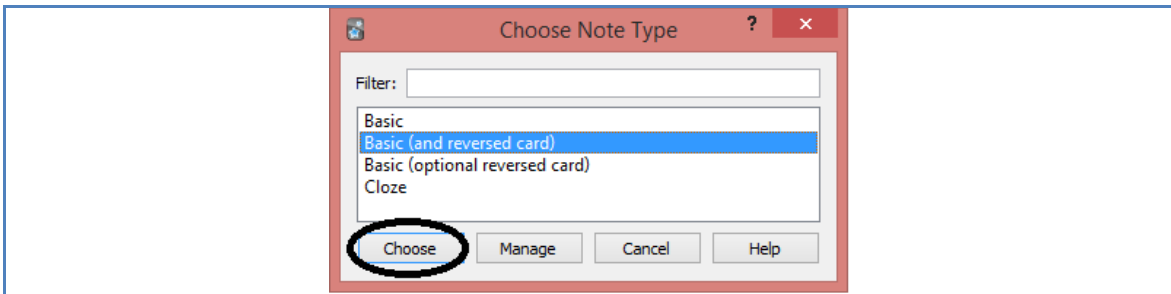 Choose Note Type ? ×
Filter:
Basic
Basic (and reversed card)
Basic (optional reversed card)
Cloze
Choose Manage Cancel Help